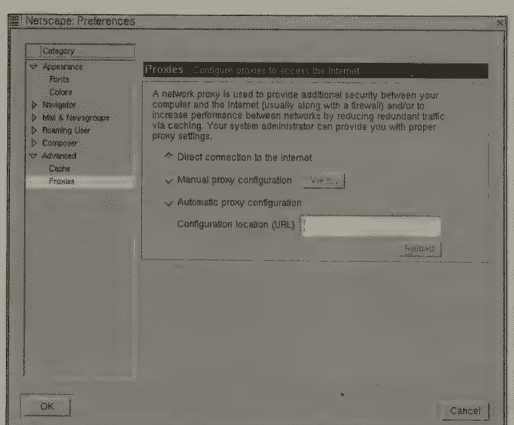 Netscape: Preferences
Category
Appearance
Fonts
Colors
Navigator
Mail & Newsgroups
Roaming User
Composer
Advanced
Cache
Proxies
Proxies Configure proxies to access the Internet
A network proxy is used to provide additional security between your
computer and the Internet (usually along with a firewall) and/or to
increase performance between networks by reducing redundant traffic
via caching. Your system administrator can provide you with proper
proxy settings.
Direct connection to the Internet
Manual proxy configuration View...
Automatic proxy configuration
Configuration location (URL)
Reload
OK
Cancel